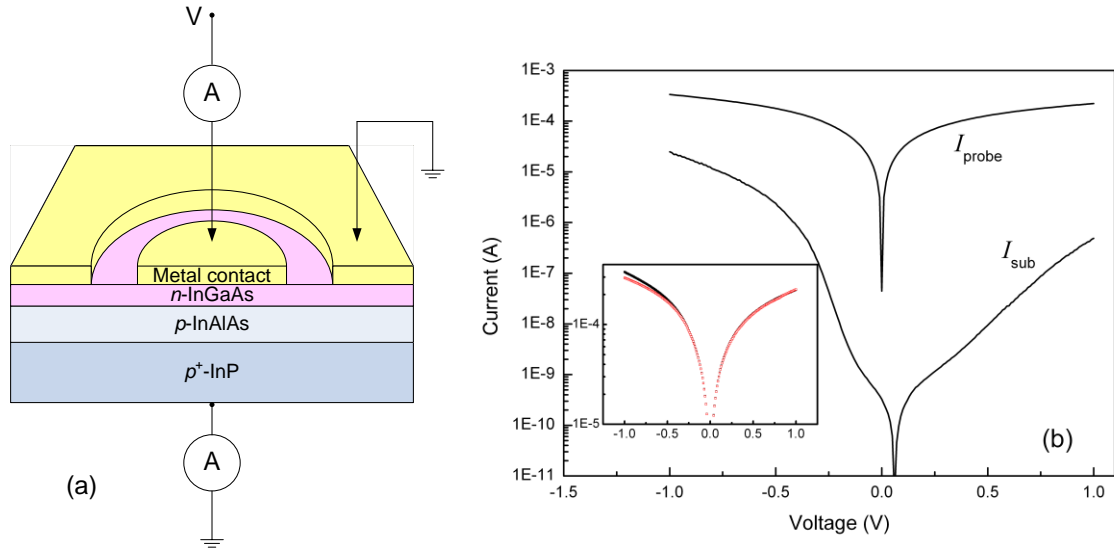 V
A
Metal contact
n-InGaAs
p-InAlAs
p+-InP
A
(a)
1E-3
1E-4
1E-5
1E-6
1E-7
1E-8
1E-9
1E-10
1E-11
Current (A)
-1.5
-1.0
-0.5
0.0
0.5
1.0
Voltage (V)
Iprobe
Isub
(b)
1E-4
1E-5
-1.0
-0.5
0.0
0.5
1.0